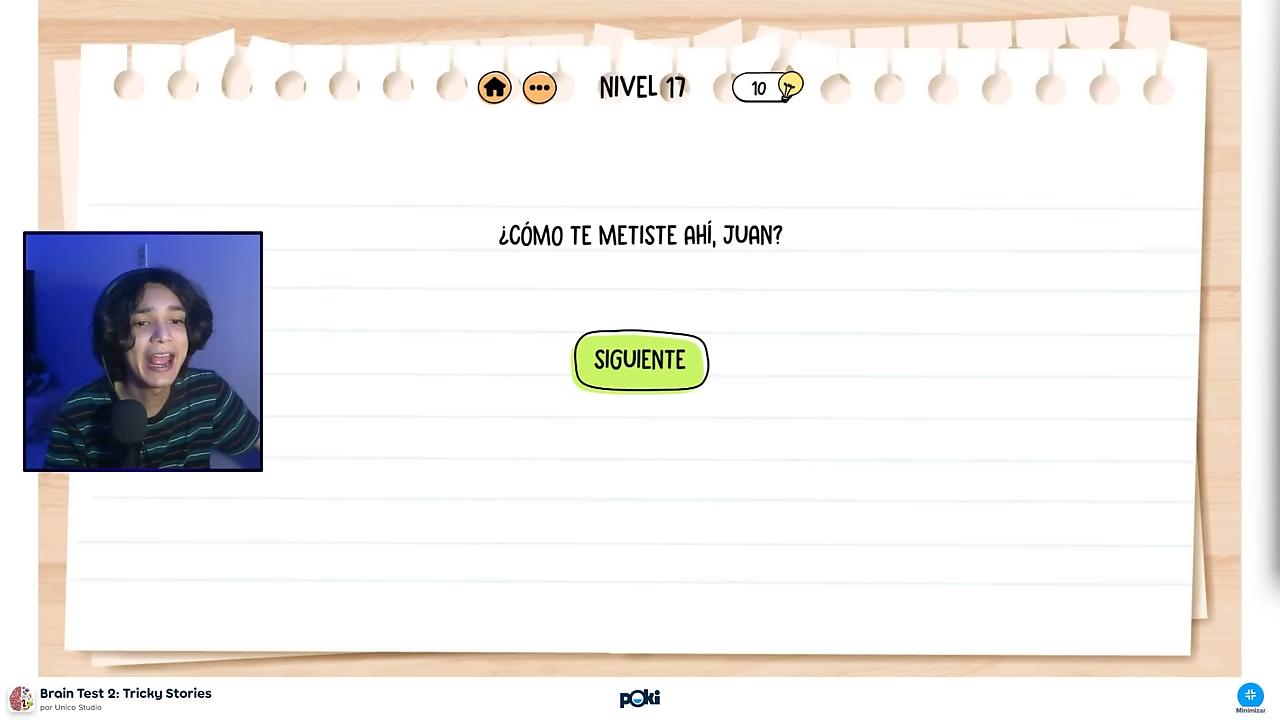 NIVEL 17
10
¿CÓMO TE METISTE AHÍ, JUAN?
SIGUIENTE
Brain Test 2: Tricky Stories
por Unico Studio
poki
Minimizar